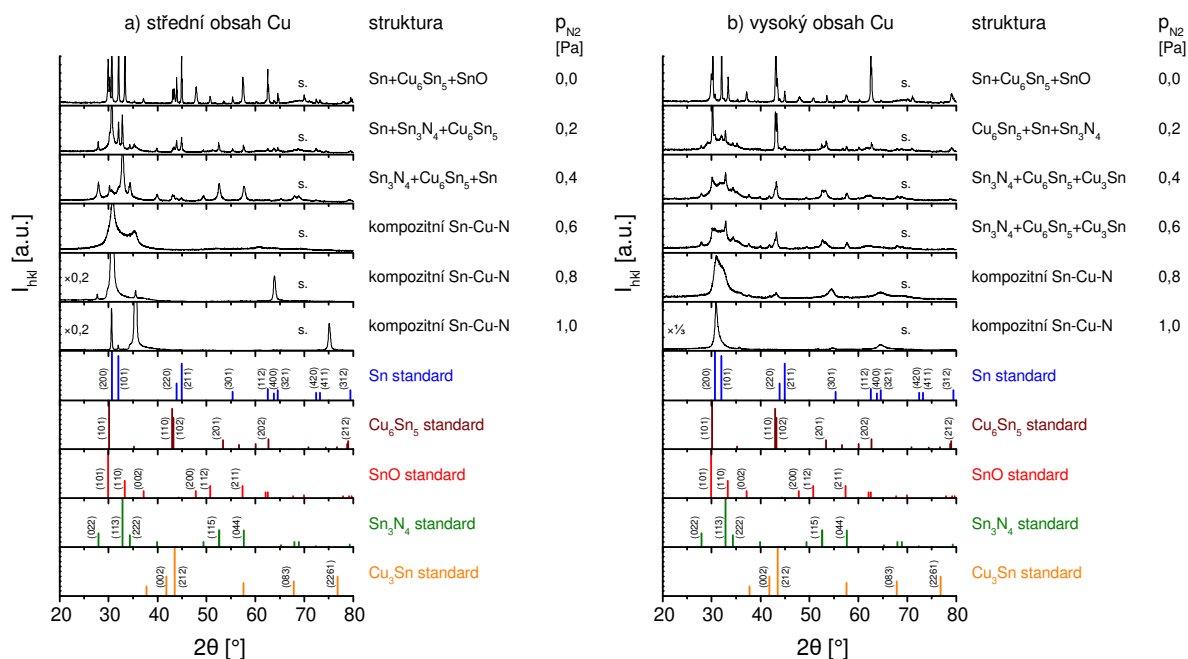 a) střední obsah Cu
struktura
pN2
[Pa]
s.
Sn+Cu6Sn5+SnO
0,0
s.
Sn+Sn3N4+Cu6Sn5
0,2
s.
Sn3N4+Cu6Sn5+Sn
0,4
s.
kompozitní Sn-Cu-N
0,6
×0,2
s.
kompozitní Sn-Cu-N
0,8
×0,2
s.
kompozitní Sn-Cu-N
1,0
(200) (101) (220) (211) (301) (112) (400) (321) (420) (411) (312)
Sn standard
(101) (110) (102) (201) (202) (212)
Cu6Sn5 standard
(101) (110) (002) (200) (112) (211)
SnO standard
(022) (113) (222) (115) (044)
Sn3N4 standard
(002) (212) (083) (2261)
Cu3Sn standard
20 30 40 50 60 70 80
2θ [°]
Ihkl [a.u.]
b) vysoký obsah Cu
struktura
pN2
[Pa]
s.
Sn+Cu6Sn5+SnO
0,0
s.
Cu6Sn5+Sn+Sn3N4
0,2
s.
Sn3N4+Cu6Sn5+Cu3Sn
0,4
s.
Sn3N4+Cu6Sn5+Cu3Sn
0,6
s.
kompozitní Sn-Cu-N
0,8
×⅓
s.
kompozitní Sn-Cu-N
1,0
(200) (101) (220) (211) (301) (112) (400) (321) (420) (411) (312)
Sn standard
(101) (110) (102) (201) (202) (212)
Cu6Sn5 standard
(101) (110) (002) (200) (112) (211)
SnO standard
(022) (113) (222) (115) (044)
Sn3N4 standard
(002) (212) (083) (2261)
Cu3Sn standard
20 30 40 50 60 70 80
2θ [°]
Ihkl [a.u.]